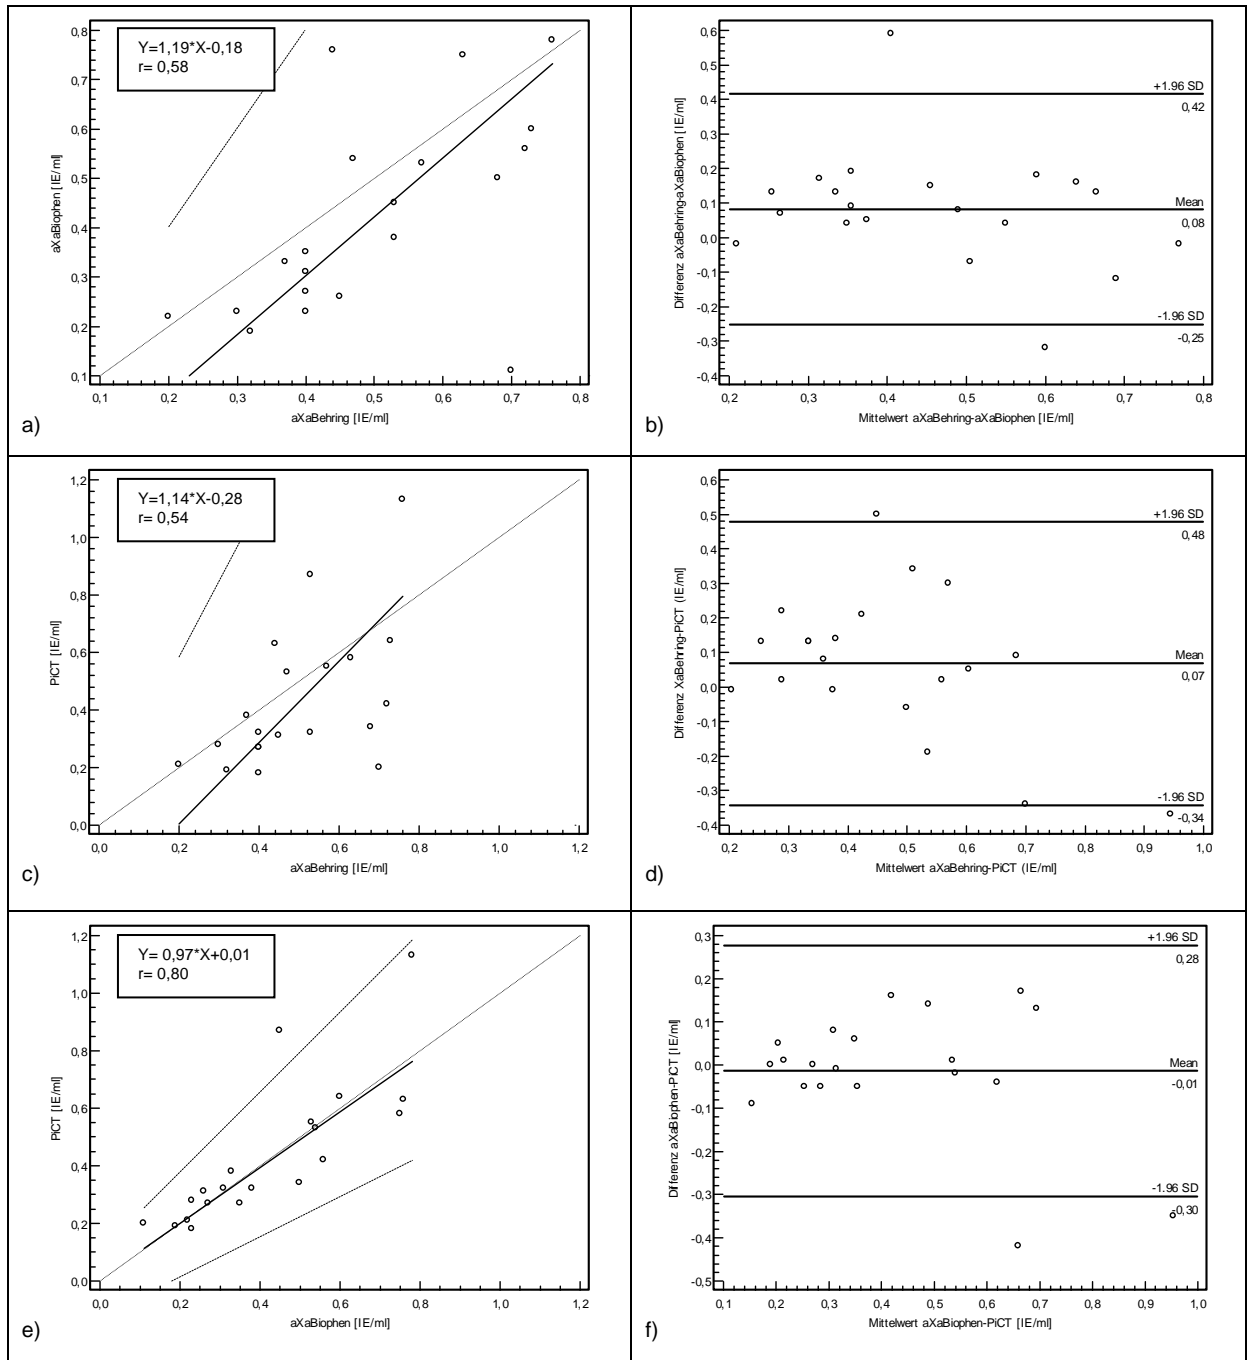 Y=1,19*X-0,18
r= 0,58
0,8
0,7
0,6
0,5
0,4
0,3
0,2
0,1
aXaBiophen [IE/ml]
0,1 0,2 0,3 0,4 0,5 0,6 0,7 0,8
aXaBehring [IE/ml]
a)
0,6
0,5
0,4
0,3
0,2
0,1
0,0
-0,1
-0,2
-0,3
-0,4
Differenz aXaBehring-aXaBiophen [IE/ml]
+1.96 SD
0,42
Mean
0,08
-1.96 SD
-0,25
0,2 0,3 0,4 0,5 0,6 0,7 0,8
Mittelwert aXaBehring-aXaBiophen [IE/ml]
b)
Y=1,14*X-0,28
r= 0,54
1,2
1,0
0,8
0,6
0,4
0,2
0,0
PiCT [IE/ml]
0,0 0,2 0,4 0,6 0,8 1,0 1,2
aXaBehring [IE/ml]
c)
0,6
0,5
0,4
0,3
0,2
0,1
0,0
-0,1
-0,2
-0,3
-0,4
Differenz XaBehring-PiCT (IE/ml]
+1.96 SD
0,48
Mean
0,07
-1.96 SD
-0,34
0,2 0,3 0,4 0,5 0,6 0,7 0,8 0,9 1,0
Mittelwert aXaBehring-PiCT (IE/ml]
d)
Y= 0,97*X+0,01
r= 0,80
1,2
1,0
0,8
0,6
0,4
0,2
0,0
PiCT [IE/ml]
0,0 0,2 0,4 0,6 0,8 1,0 1,2
aXaBiophen [IE/ml]
e)
0,3
0,2
0,1
0,0
-0,1
-0,2
-0,3
-0,4
-0,5
Differenz aXaBiophen-PiCT [IE/ml]
+1.96 SD
0,28
Mean
-0,01
-1.96 SD
-0,30
0,1 0,2 0,3 0,4 0,5 0,6 0,7 0,8 0,9 1,0
Mittelwert aXaBiophen-PiCT [IE/ml]
f)